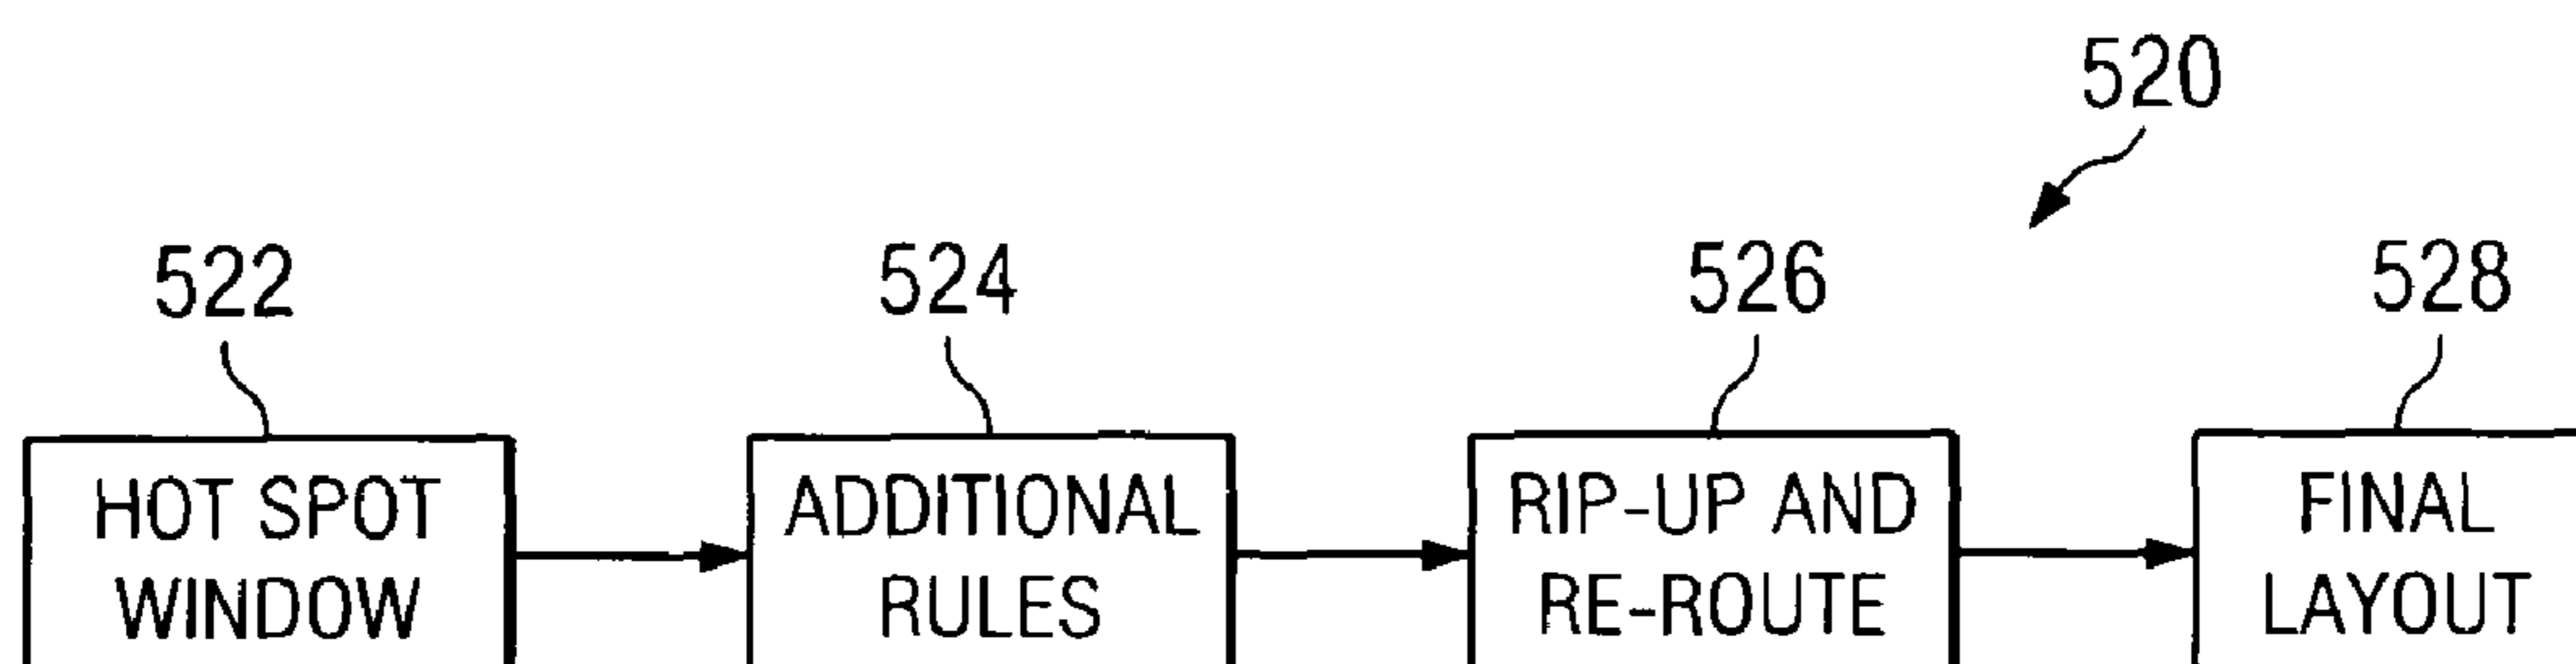 520
522
524
526
528
HOT SPOT
WINDOW
ADDITIONAL
RULES
RIP-UP AND
RE-ROUTE
FINAL
LAYOUT